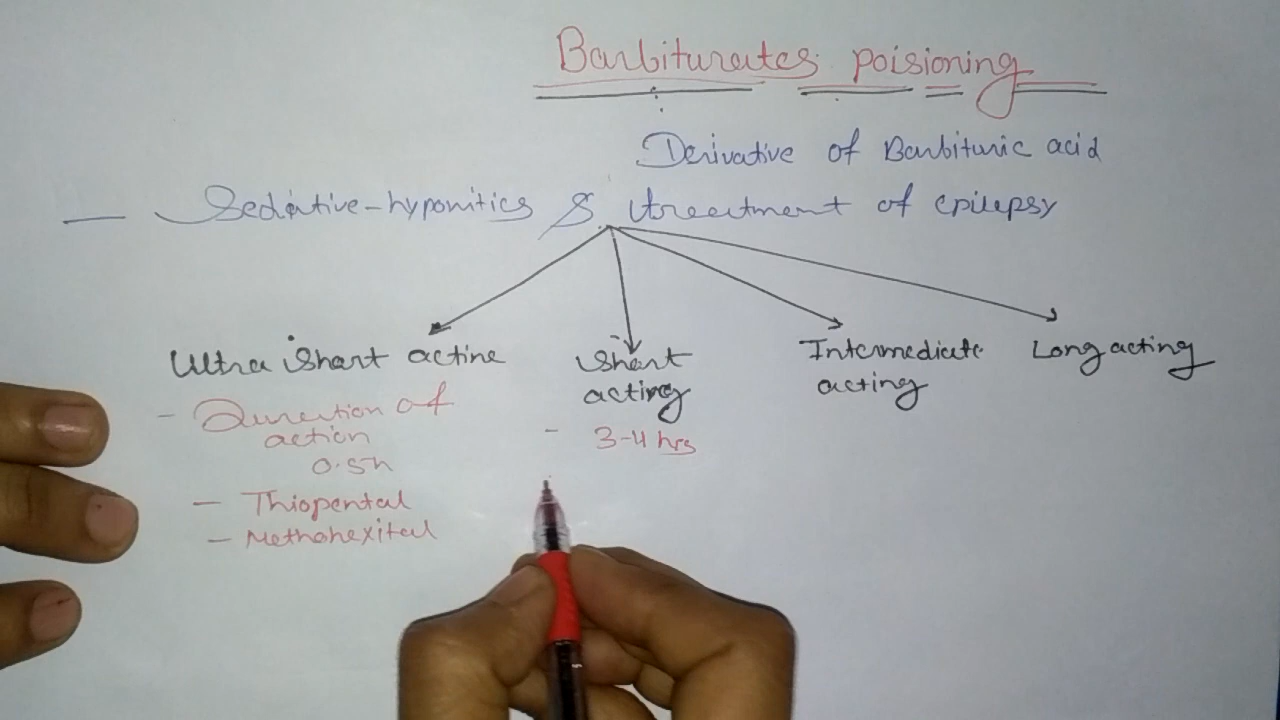 Barbiturates poisioning
Derivative of Barbituric acid
— Sedative-hyponitics & treetment of epilepsy
Ultra Short actine
Short acting
Intermediate acting
Long acting
- Duration of
action
0.5h
- Thiopental
- Methohexital
- 3-4 hrs